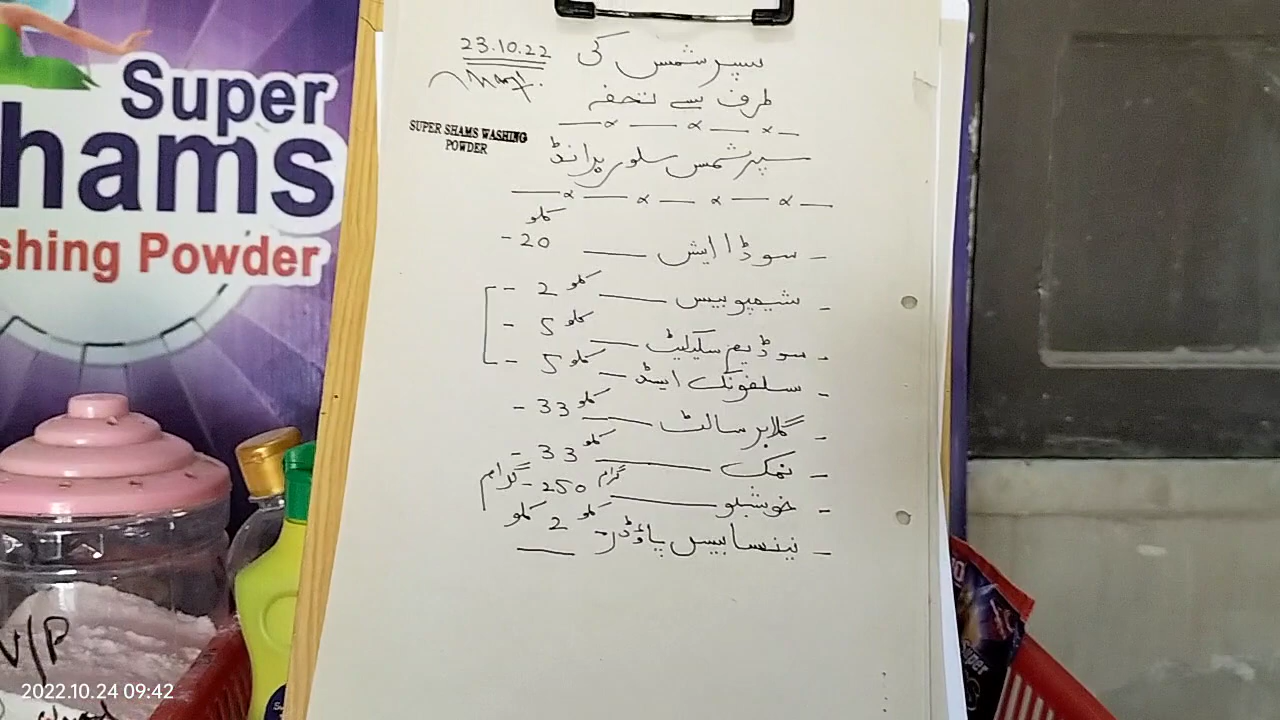 Super
hams
shing Powder
23.10.22
سپر شمس کی
طرف سے تحفہ
SUPER SHAMS WASHING
POWDER
سپر شمس سلور برانڈ
سوڈا ایش 20 کلو
شیمپو بیس 2 کلو
سوڈیم سلیکیٹ 5 کلو
سلفونک ایسڈ 5 کلو
گلابر سالٹ 33 کلو
نمک 33 کلو
خوشبو 250 گرام گرام
نینسا بیس پاؤڈر 2 کلو کلو
V/P
2022.10.24 09:42